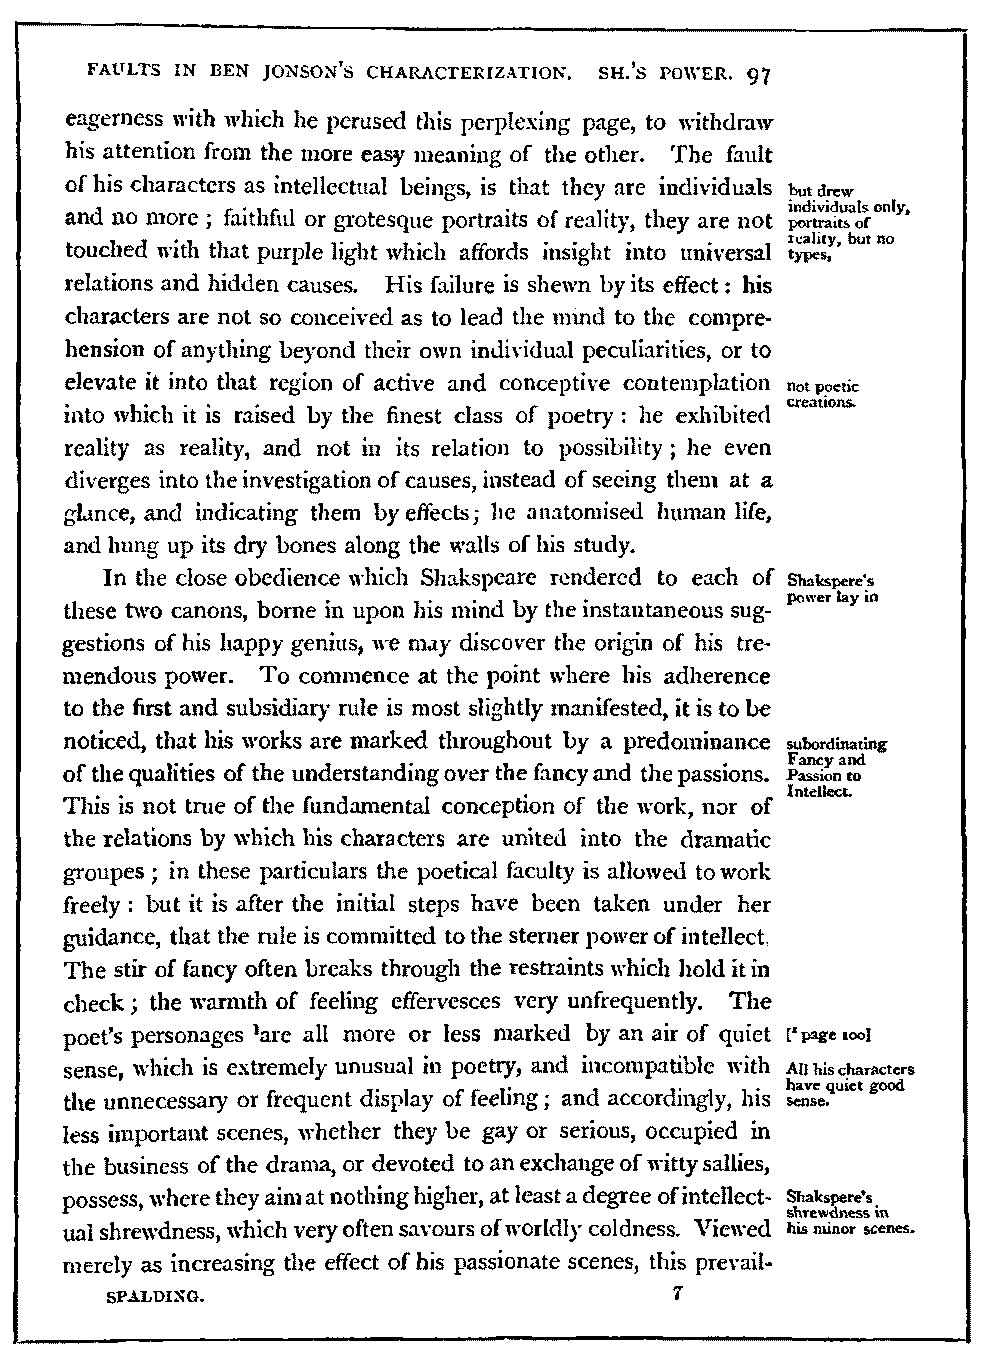 FAULTS IN BEN JONSON'S CHARACTERIZATION. SH.'S POWER. 97
eagerness with which he perused this perplexing page, to withdraw
his attention from the more easy meaning of the other. The fault
of his characters as intellectual beings, is that they are individuals
but drew
individuals only,
portraits of
reality, but no
types,
and no more ; faithful or grotesque portraits of reality, they are not
touched with that purple light which affords insight into universal
relations and hidden causes. His failure is shewn by its effect : his
characters are not so conceived as to lead the mind to the compre-
hension of anything beyond their own individual peculiarities, or to
elevate it into that region of active and conceptive contemplation
not poetic
creations.
into which it is raised by the finest class of poetry : he exhibited
reality as reality, and not in its relation to possibility ; he even
diverges into the investigation of causes, instead of seeing them at a
glance, and indicating them by effects; he anatomised human life,
and hung up its dry bones along the walls of his study.
In the close obedience which Shakspeare rendered to each of
Shakspere's
power lay in
these two canons, borne in upon his mind by the instantaneous sug-
gestions of his happy genius, we may discover the origin of his tre-
mendous power. To commence at the point where his adherence
to the first and subsidiary rule is most slightly manifested, it is to be
noticed, that his works are marked throughout by a predominance
subordinating
Fancy and
Passion to
Intellect.
of the qualities of the understanding over the fancy and the passions.
This is not true of the fundamental conception of the work, nor of
the relations by which his characters are united into the dramatic
groupes ; in these particulars the poetical faculty is allowed to work
freely : but it is after the initial steps have been taken under her
guidance, that the rule is committed to the sterner power of intellect.
The stir of fancy often breaks through the restraints which hold it in
check ; the warmth of feeling effervesces very unfrequently. The
poet's personages ¹are all more or less marked by an air of quiet
[¹ page 100]
sense, which is extremely unusual in poetry, and incompatible with
All his characters
have quiet good
sense.
the unnecessary or frequent display of feeling ; and accordingly, his
less important scenes, whether they be gay or serious, occupied in
the business of the drama, or devoted to an exchange of witty sallies,
possess, where they aim at nothing higher, at least a degree of intellect-
Shakspere's
shrewdness in
his minor scenes.
ual shrewdness, which very often savours of worldly coldness. Viewed
merely as increasing the effect of his passionate scenes, this prevail-
SPALDING. 7